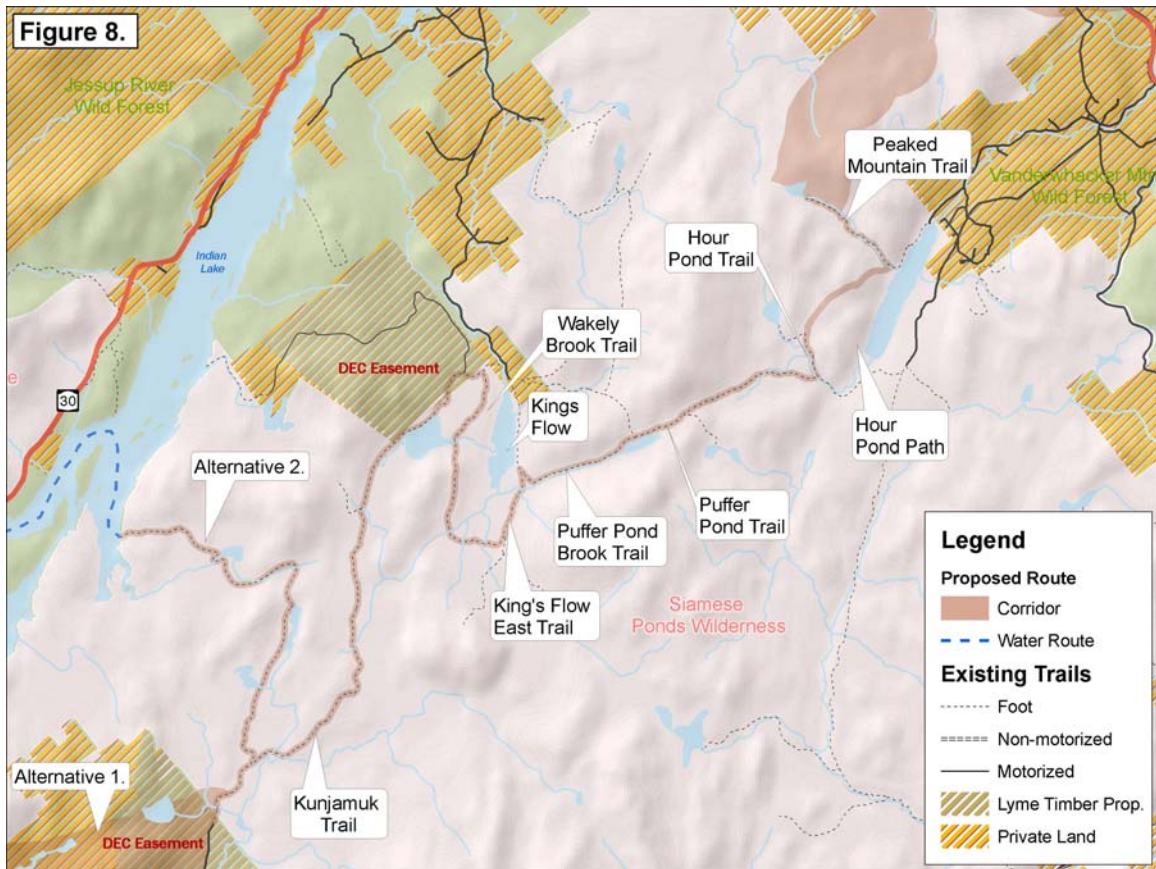 Figure 8.
Jessup River
Wild Forest
Peaked
Mountain Trail
Vanderwhacker Mtn
Wild Forest
Hour
Pond Trail
Indian
Lake
Wakely
Brook Trail
DEC Easement
e
30
Kings
Flow
Hour
Pond Path
Alternative 2.
Puffer
Pond Trail
Puffer Pond
Brook Trail
King's Flow
East Trail
Siamese
Ponds Wilderness
Alternative 1.
Kunjamuk
Trail
DEC Easement
Legend
Proposed Route
Corridor
Water Route
Existing Trails
Foot
Non-motorized
Motorized
Lyme Timber Prop.
Private Land